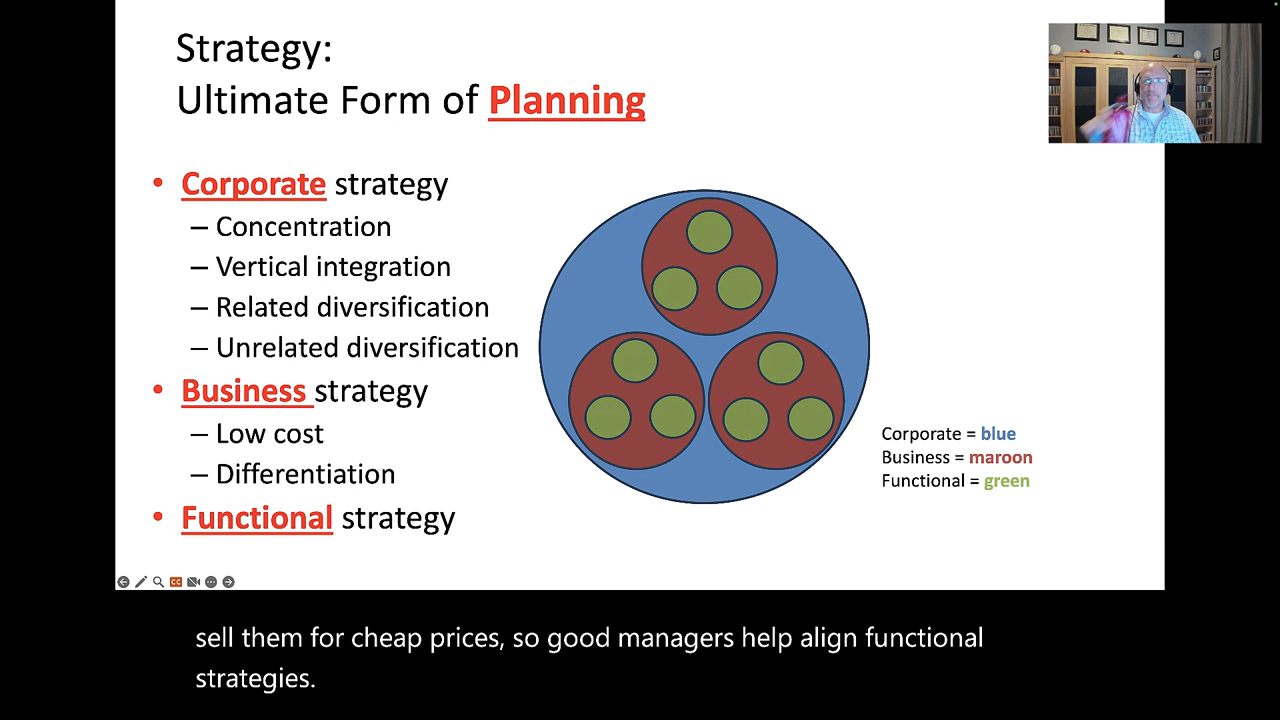 Strategy:
Ultimate Form of Planning
• Corporate strategy
– Concentration
– Vertical integration
– Related diversification
– Unrelated diversification
• Business strategy
– Low cost
– Differentiation
• Functional strategy
Corporate = blue
Business = maroon
Functional = green
CC
sell them for cheap prices, so good managers help align functional
strategies.